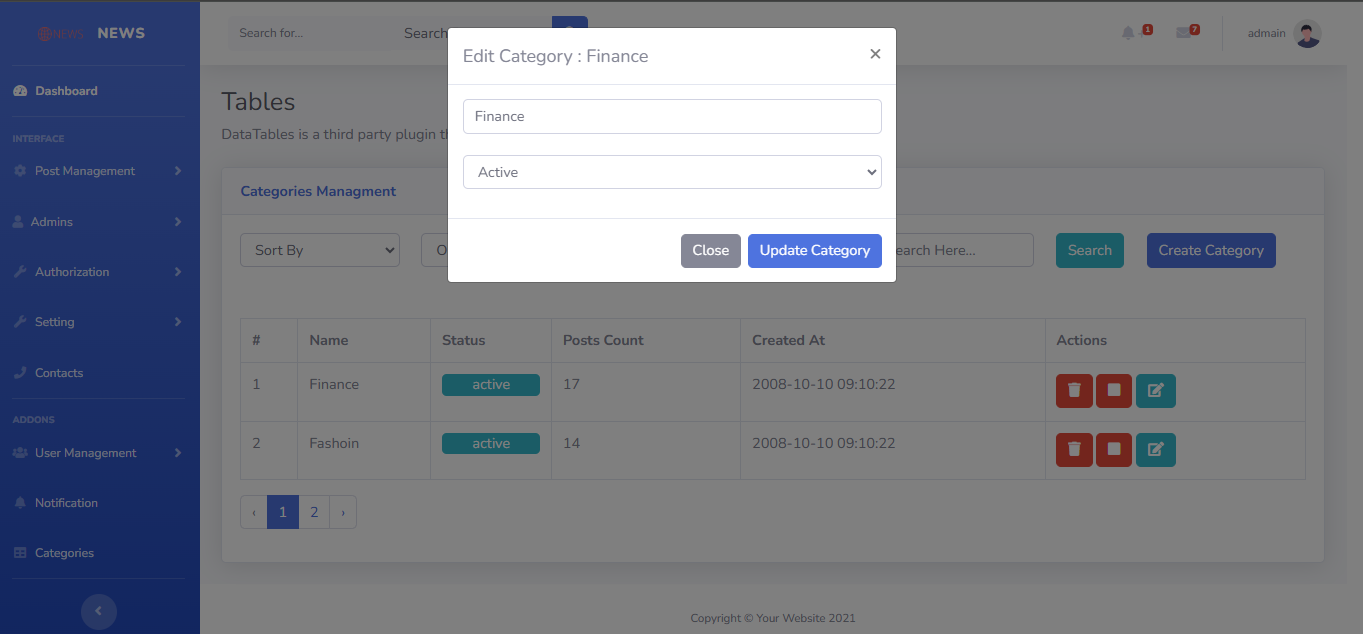 NEWS NEWS
Search for...
Search
1
7
admain
Edit Category : Finance
×
Finance
Active
Close
Update Category
Dashboard
INTERFACE
Post Management
Admins
Authorization
Setting
Contacts
ADDONS
User Management
Notification
Categories
Tables
DataTables is a third party plugin
Categories Managment
Sort By
earch Here...
Search
Create Category
# Name Status Posts Count Created At Actions
1 Finance active 17 2008-10-10 09:10:22
2 Fashoin active 14 2008-10-10 09:10:22
‹ 1 2 ›
Copyright © Your Website 2021